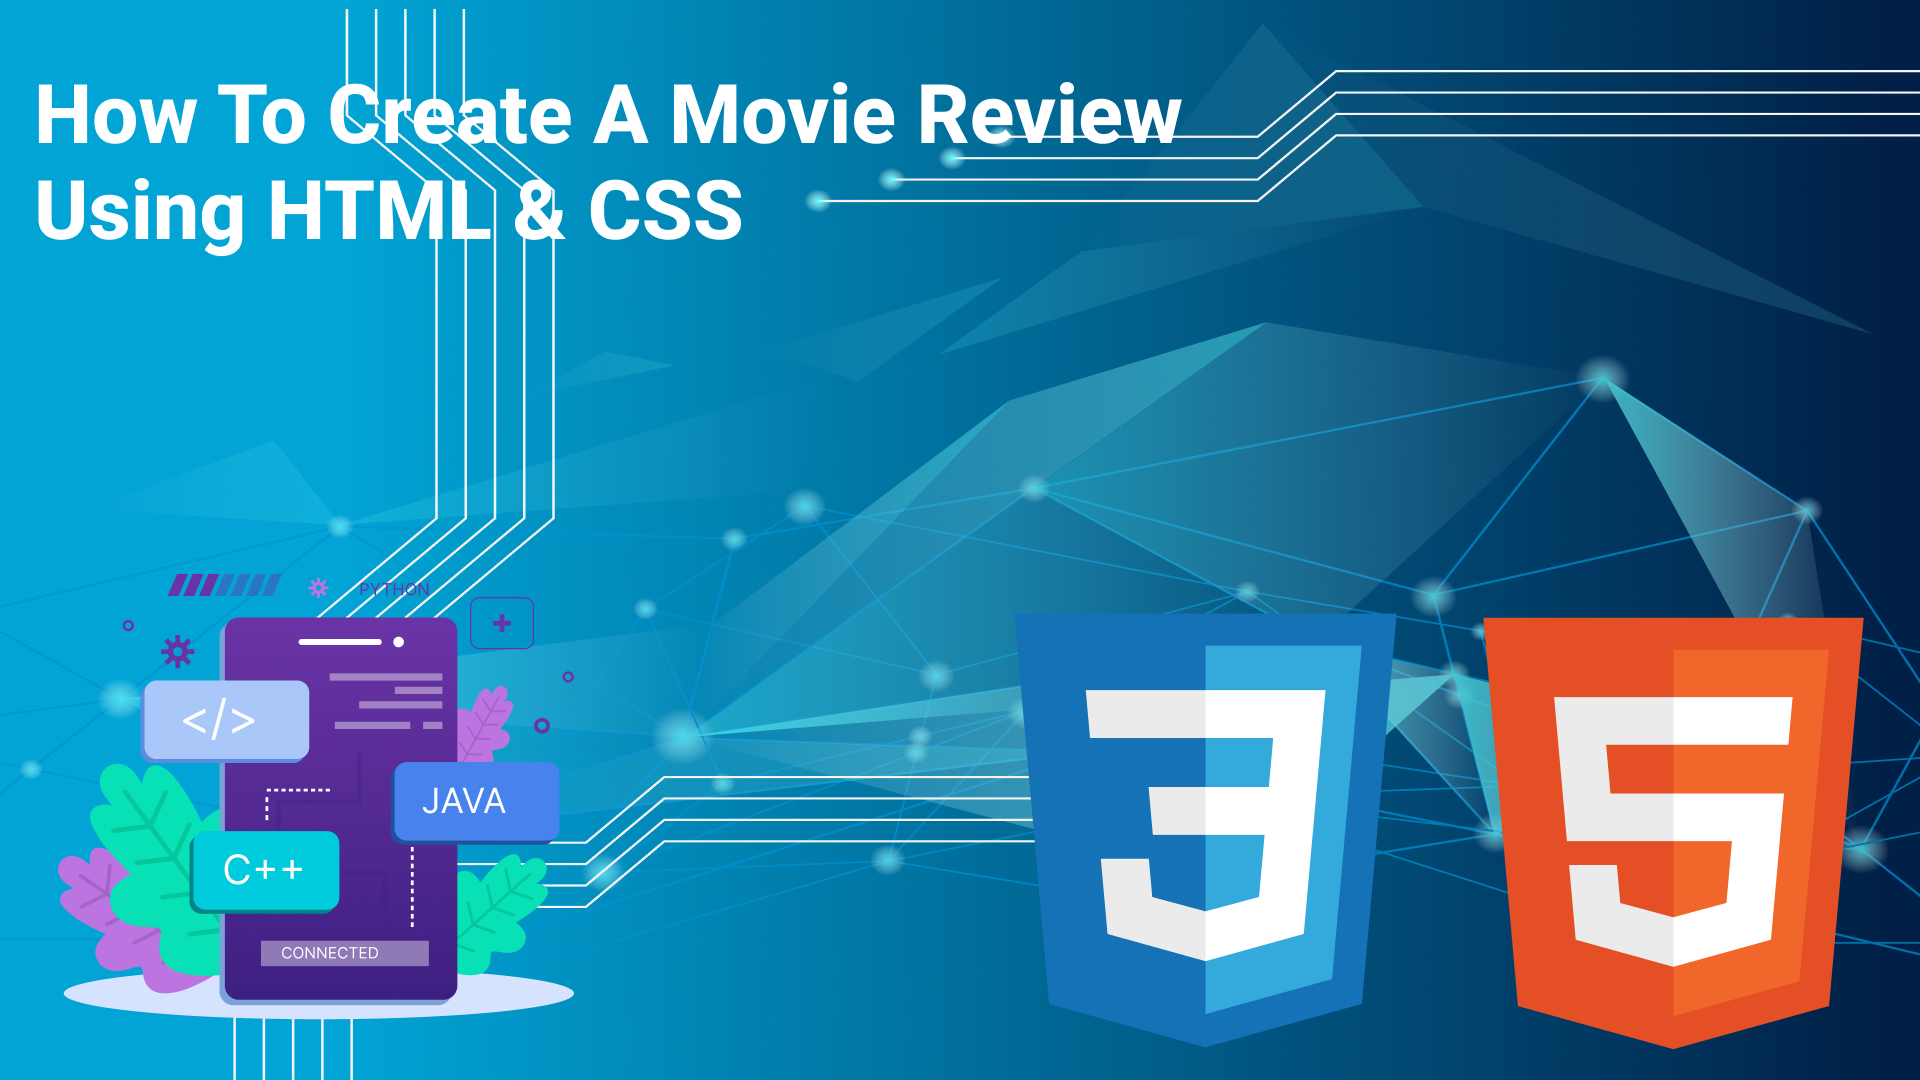 How To Create A Movie Review
Using HTML & CSS
PYTHON
</>
JAVA
C++
CONNECTED
3
5